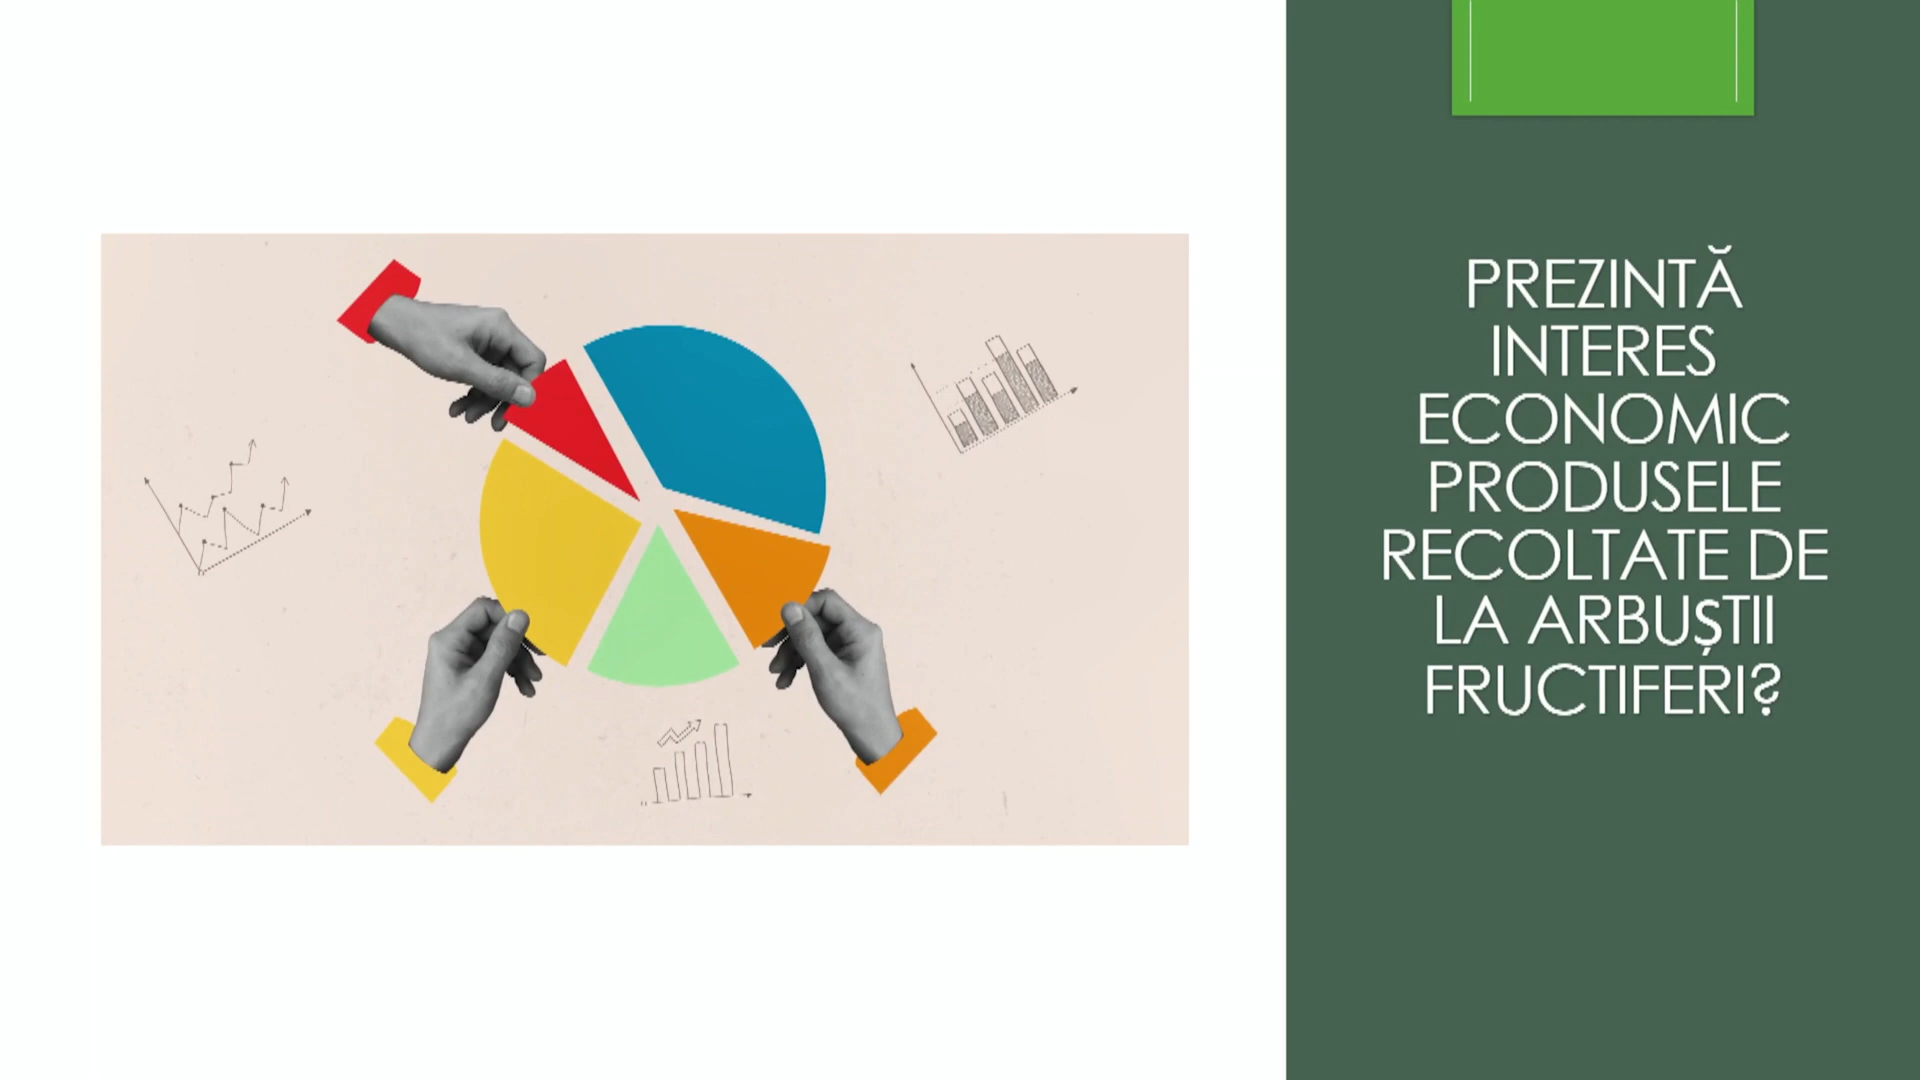 PREZINTĂ
INTERES
ECONOMIC
PRODUSELE
RECOLTATE DE
LA ARBUȘTII
FRUCTIFERI?